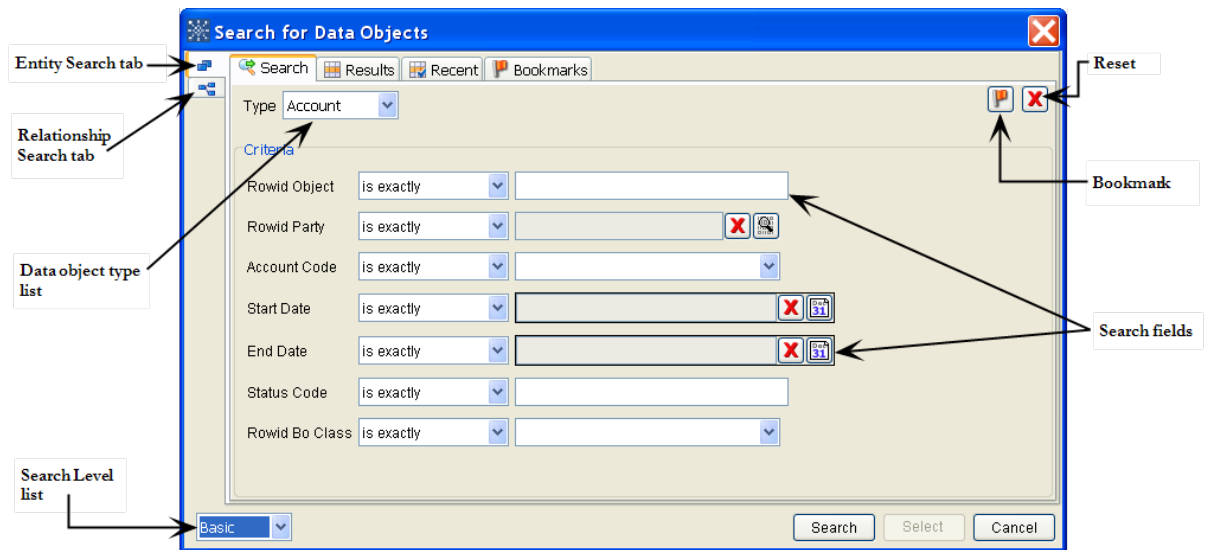 Search for Data Objects
Entity Search tab
Search Results Recent Bookmarks
Reset
Type Account
Relationship
Search tab
Criteria
Rowid Object is exactly
Bookmark
Rowid Party is exactly
Data object type
list
Account Code is exactly
Start Date is exactly 31
Search fields
End Date is exactly 31
Status Code is exactly
Rowid Bo Class is exactly
Search Level
list
Basic
Search Select Cancel